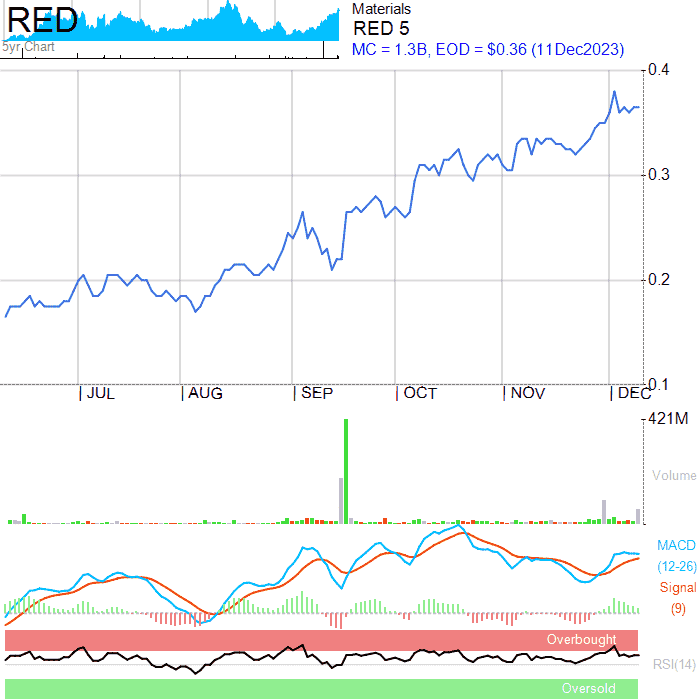 RED
5yr Chart
Materials
RED 5
MC = 1.3B, EOD = $0.36 (11Dec2023)
0.4
0.3
0.2
0.1
JUL
AUG
SEP
OCT
NOV
DEC
421M
Volume
MACD
(12-26)
Signal
(9)
Overbought
RSI(14)
Oversold